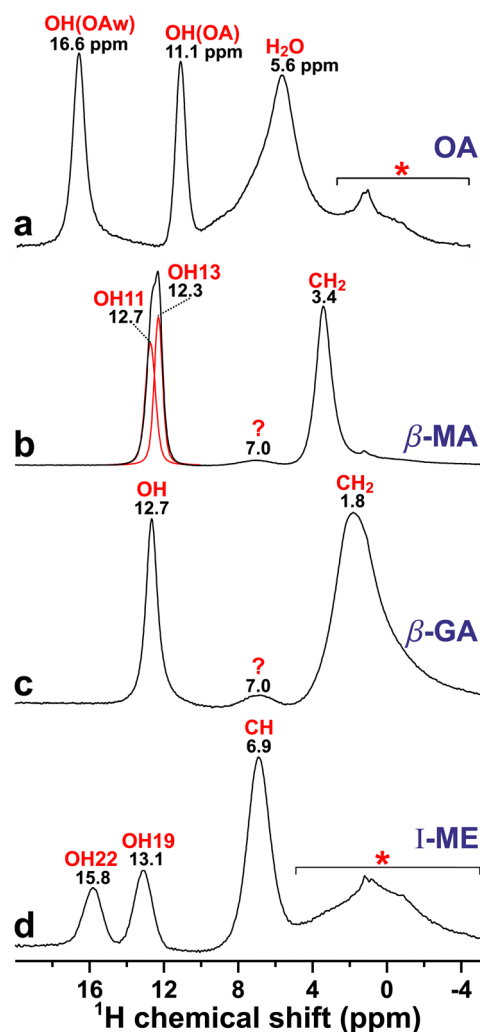 OH(OAw)
16.6 ppm
OH(OA)
11.1 ppm
H₂O
5.6 ppm
OA
*
a
OH13
12.3
OH11
12.7
CH₂
3.4
?
7.0
β-MA
b
OH
12.7
CH₂
1.8
?
7.0
β-GA
c
CH
6.9
OH22
15.8
OH19
13.1
I-ME
*
d
16 12 8 4 0 -4
¹H chemical shift (ppm)